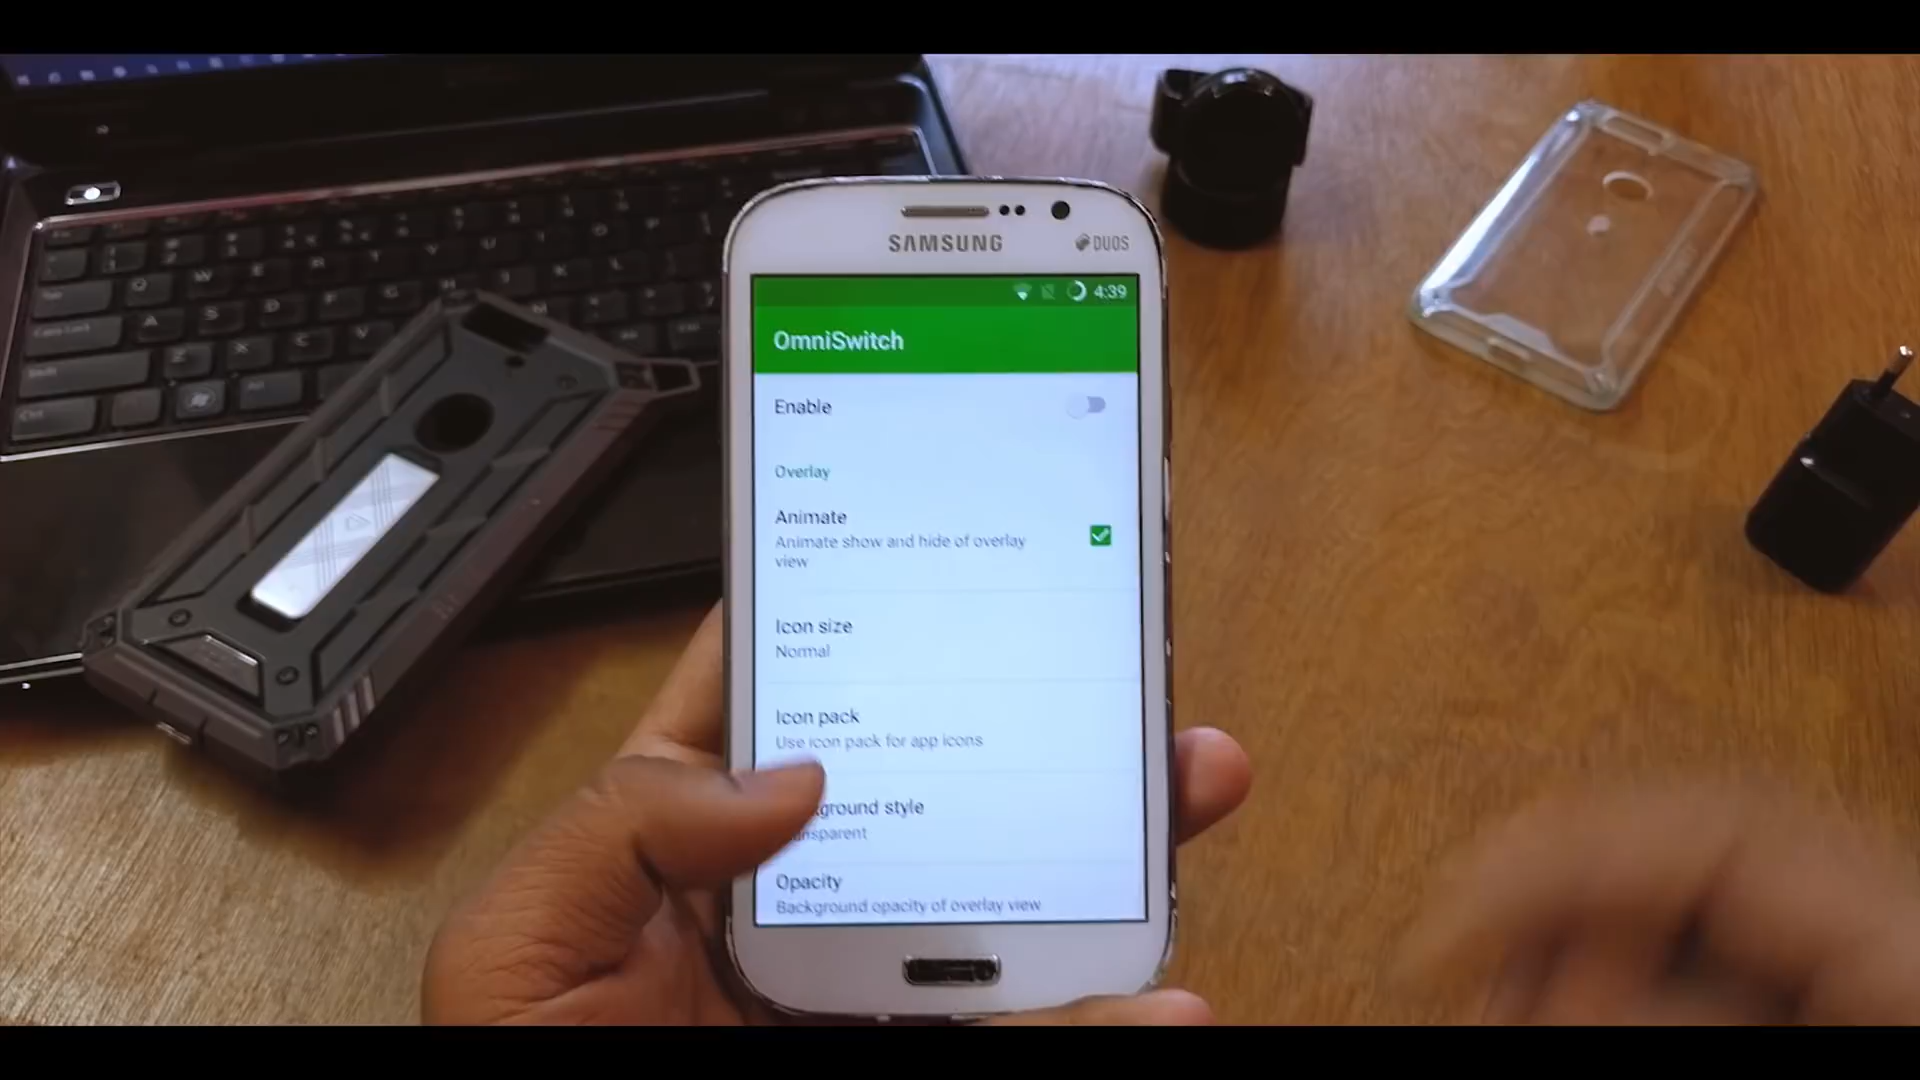 SAMSUNG
DUOS
4:39
OmniSwitch
Enable
Overlay
Animate
Animate show and hide of overlay
view
Icon size
Normal
Icon pack
Use icon pack for app icons
ground style
nsparent
Opacity
Background opacity of overlay view